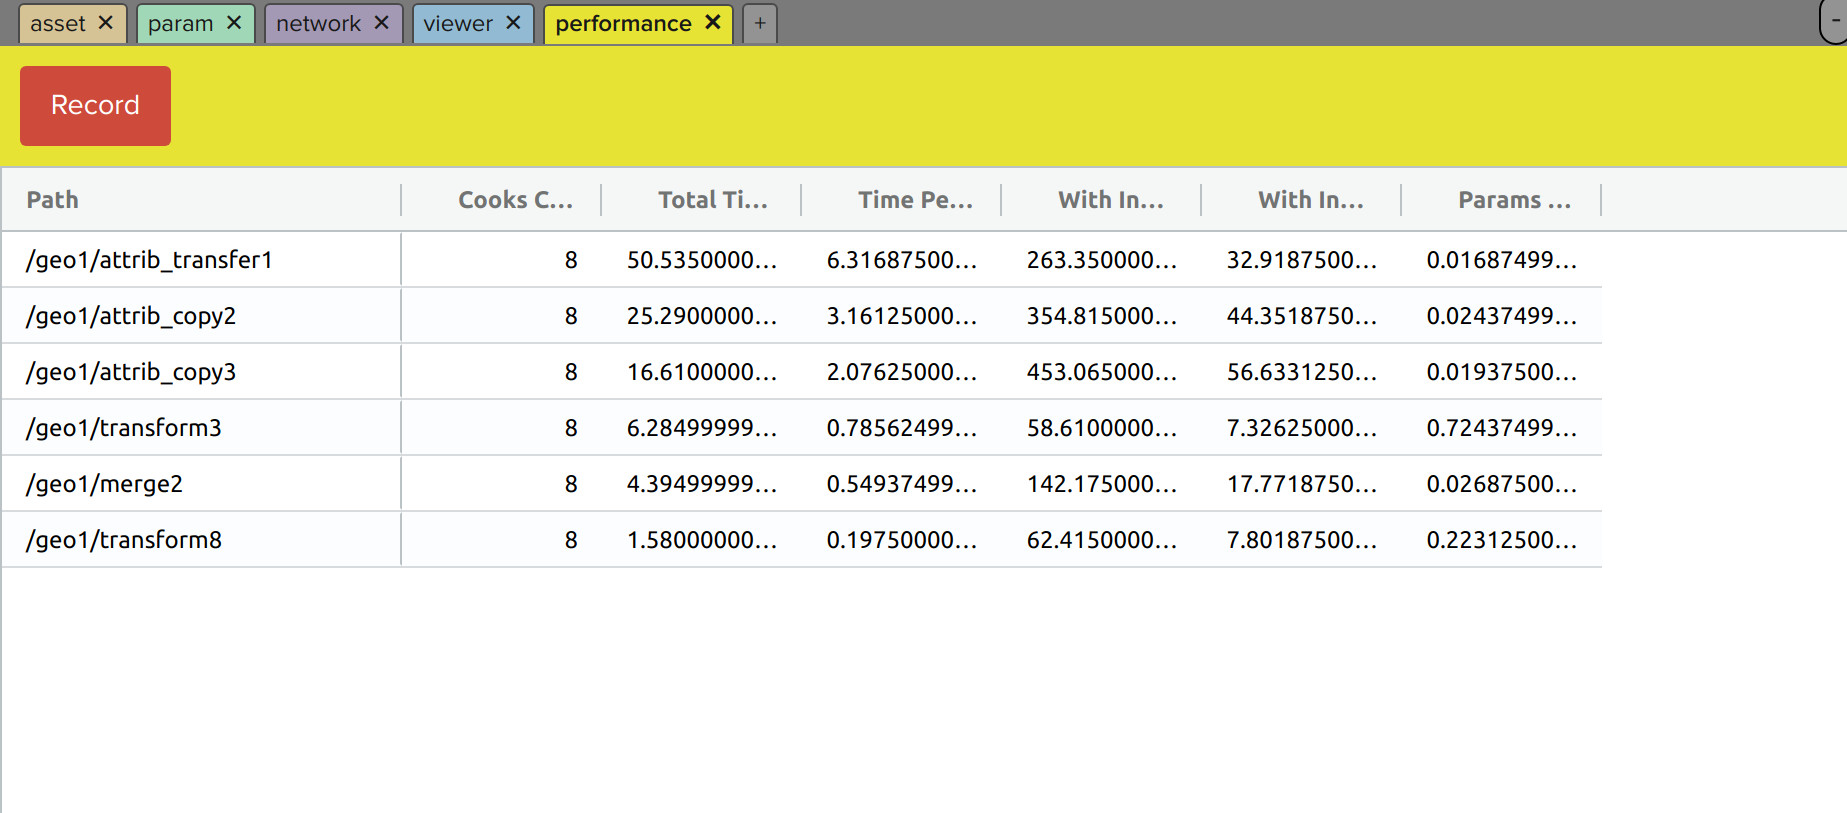 asset ✕ param ✕ network ✕ viewer ✕ performance ✕ + -
Record
Path Cooks C... Total Ti... Time Pe... With In... With In... Params ...
/geo1/attrib_transfer1 8 50.5350000... 6.31687500... 263.350000... 32.9187500... 0.01687499...
/geo1/attrib_copy2 8 25.2900000... 3.16125000... 354.815000... 44.3518750... 0.02437499...
/geo1/attrib_copy3 8 16.6100000... 2.07625000... 453.065000... 56.6331250... 0.01937500...
/geo1/transform3 8 6.28499999... 0.78562499... 58.6100000... 7.32625000... 0.72437499...
/geo1/merge2 8 4.39499999... 0.54937499... 142.175000... 17.7718750... 0.02687500...
/geo1/transform8 8 1.58000000... 0.19750000... 62.4150000... 7.80187500... 0.22312500...